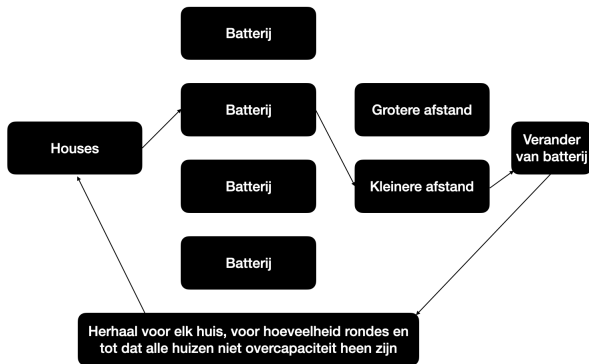 Batterij
Batterij
Grotere afstand
Houses
Verander
van batterij
Batterij
Kleinere afstand
Batterij
Herhaal voor elk huis, voor hoeveelheid rondes en
tot dat alle huizen niet overcapaciteit heen zijn